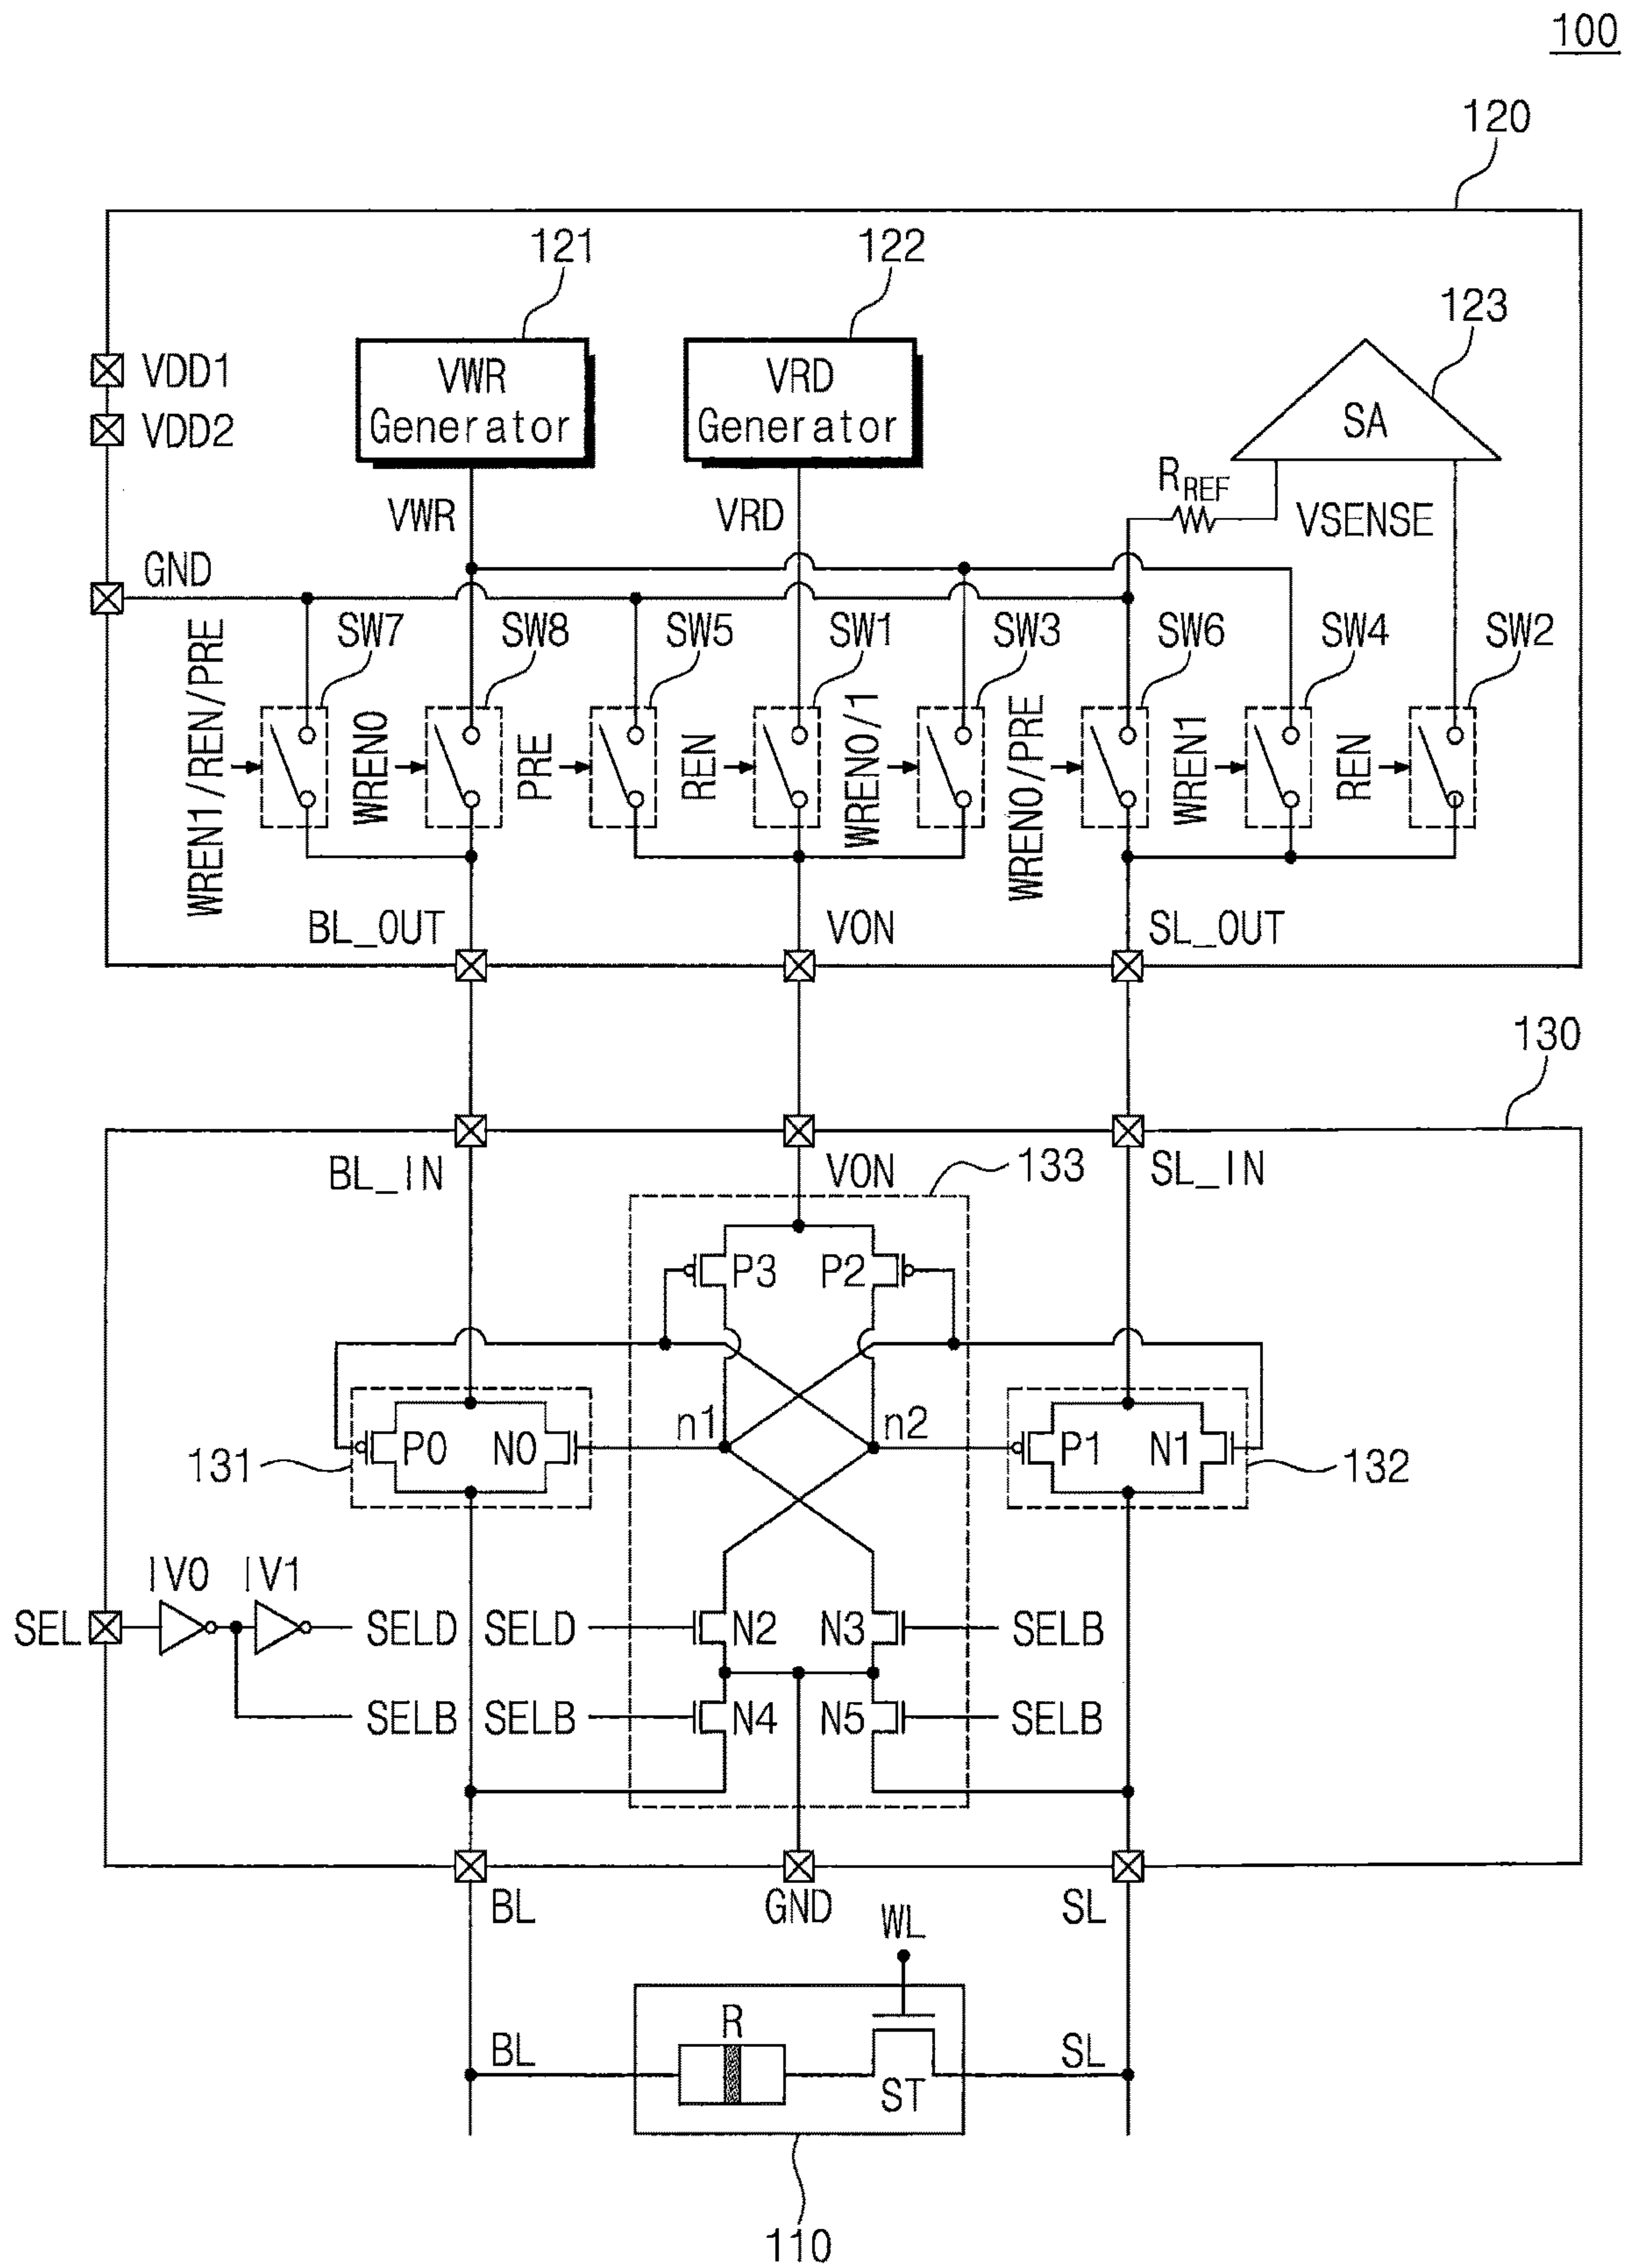 100
120
121
122
123
VDD1
VDD2
VWR
Generator
VRD
Generator
SA
RREF
VSENSE
VWR
VRD
GND
SW7
SW8
SW5
SW1
SW3
SW6
SW4
SW2
WREN1/REN/PRE
WREN0
PRE
REN
WREN0/1
WREN0/PRE
WREN1
REN
BL_OUT
VON
SL_OUT
130
BL_IN
VON
133
SL_IN
P3
P2
n1
n2
P0
N0
P1
N1
131
132
IV0
IV1
SEL
SELD
SELD
N2
N3
SELB
SELB
SELB
N4
N5
SELB
BL
GND
SL
WL
R
BL
SL
ST
110